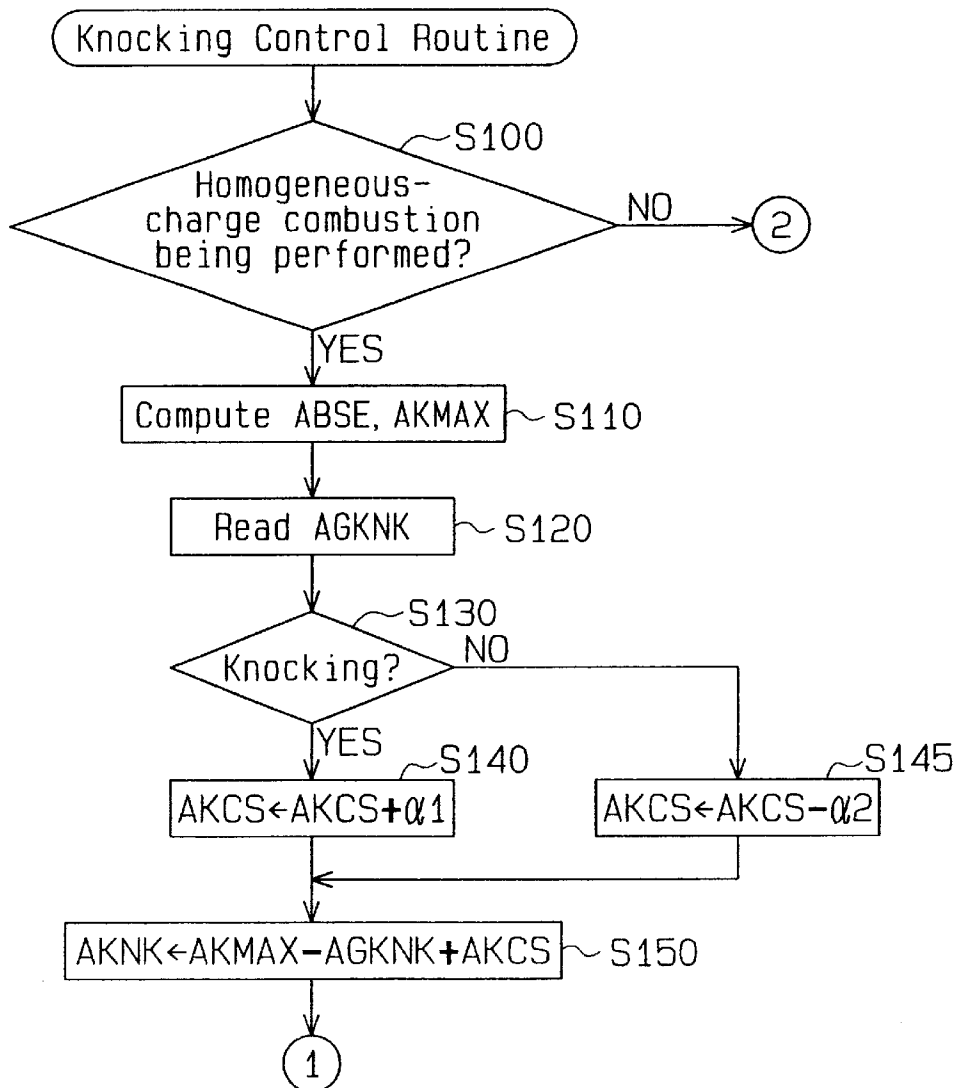 Knocking Control Routine
S100
Homogeneous-
charge combustion
being performed?
NO
2
YES
Compute ABSE, AKMAX
S110
Read AGKNK
S120
S130
Knocking?
NO
YES
S140
AKCS←AKCS+α1
S145
AKCS←AKCS-α2
AKNK←AKMAX-AGKNK+AKCS
S150
1